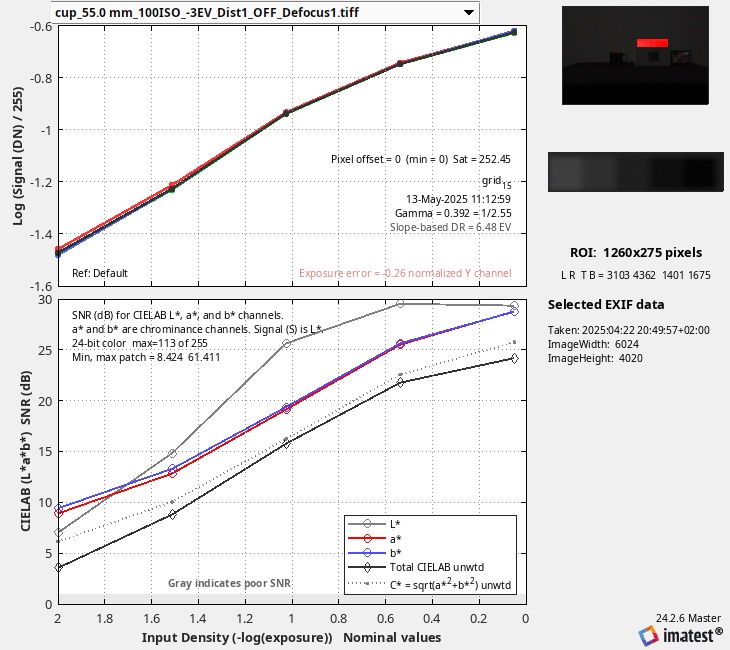 cup_55.0 mm_100ISO_-3EV_Dist1_OFF_Defocus1.tiff
-0.6
-0.8
-1
-1.2
-1.4
-1.6
Log (Signal (DN) / 255)
Pixel offset = 0 (min = 0) Sat = 252.45
grid15
13-May-2025 11:12:59
Gamma = 0.392 = 1/2.55
Slope-based DR = 6.48 EV
Ref: Default
Exposure error = -0.26 normalized Y channel
ROI: 1260x275 pixels
L R T B = 3103 4362 1401 1675
Selected EXIF data
Taken: 2025:04:22 20:49:57+02:00
ImageWidth: 6024
ImageHeight: 4020
30
25
20
15
10
5
0
CIELAB (L*a*b*) SNR (dB)
SNR (dB) for CIELAB L*, a*, and b* channels.
a* and b* are chrominance channels. Signal (S) is L*.
24-bit color max=113 of 255
Min, max patch = 8.424 61.411
Gray indicates poor SNR
L*
a*
b*
Total CIELAB unwtd
C* = sqrt(a*2+b*2) unwtd
2 1.8 1.6 1.4 1.2 1 0.8 0.6 0.4 0.2 0
Input Density (-log(exposure)) Nominal values
24.2.6 Master
imatest®